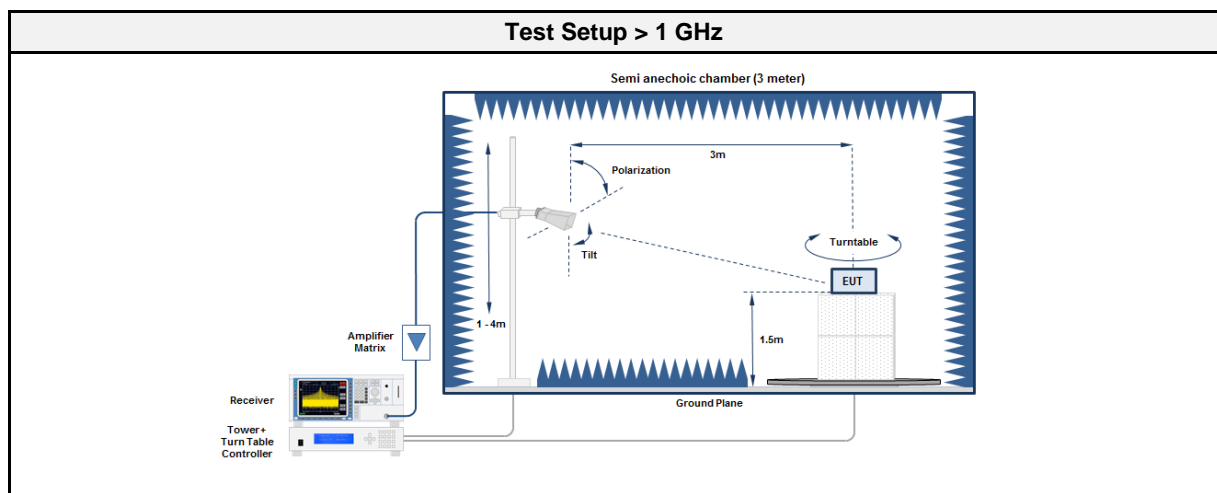 Test Setup > 1 GHz
Semi anechoic chamber (3 meter)
3m
Polarization
Turntable
Tilt
EUT
1 - 4m
1.5m
Amplifier
Matrix
Ground Plane
Receiver
Tower+
Turn Table
Controller